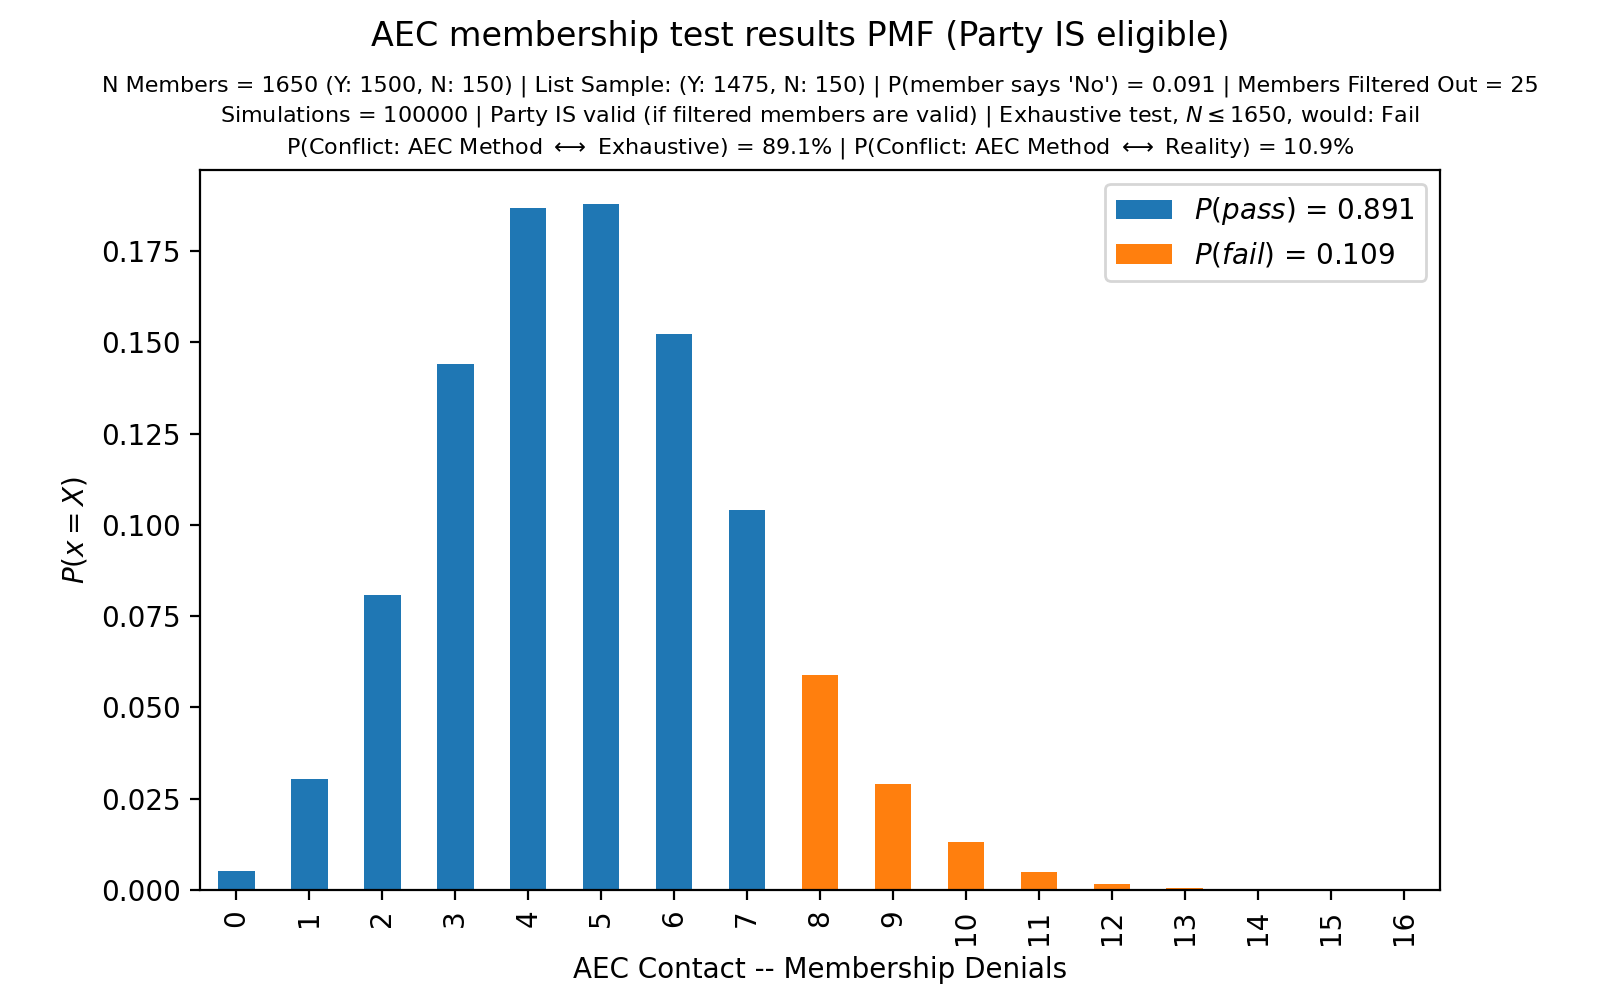 AEC membership test results PMF (Party IS eligible)
N Members = 1650 (Y: 1500, N: 150) | List Sample: (Y: 1475, N: 150) | P(member says 'No') = 0.091 | Members Filtered Out = 25
Simulations = 100000 | Party IS valid (if filtered members are valid) | Exhaustive test, N ≤ 1650, would: Fail
P(Conflict: AEC Method ⟷ Exhaustive) = 89.1% | P(Conflict: AEC Method ⟷ Reality) = 10.9%
P(pass) = 0.891
P(fail) = 0.109
0.175
0.150
0.125
0.100
0.075
0.050
0.025
0.000
P(x = X)
0 1 2 3 4 5 6 7 8 9 10 11 12 13 14 15 16
AEC Contact -- Membership Denials